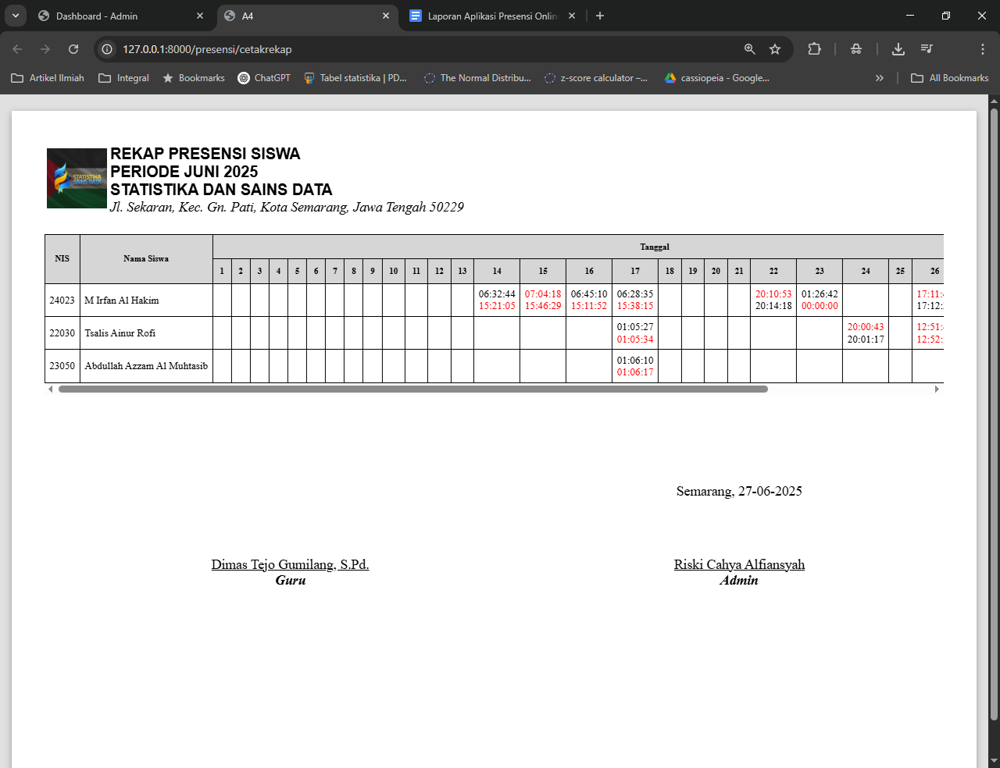 Dashboard - Admin
A4
Laporan Aplikasi Presensi Onlin
127.0.0.1:8000/presensi/cetakrekap
Artikel Ilmiah
Integral
Bookmarks
ChatGPT
Tabel statistika | PD...
The Normal Distribu...
z-score calculator –...
cassiopeia - Google...
All Bookmarks
STATISTIKA
SAINS DATA
REKAP PRESENSI SISWA
PERIODE JUNI 2025
STATISTIKA DAN SAINS DATA
Jl. Sekaran, Kec. Gn. Pati, Kota Semarang, Jawa Tengah 50229
NIS Nama Siswa Tanggal
1 2 3 4 5 6 7 8 9 10 11 12 13 14 15 16 17 18 19 20 21 22 23 24 25 26
24023 M Irfan Al Hakim 06:32:44 07:04:18 06:45:10 06:28:35 20:10:53 01:26:42 17:11:
15:21:05 15:46:29 15:11:52 15:38:15 20:14:18 00:00:00 17:12:
22030 Tsalis Ainur Rofi 01:05:27 20:00:43 12:51:
01:05:34 20:01:17 12:52:
23050 Abdullah Azzam Al Muhtasib 01:06:10
01:06:17
Semarang, 27-06-2025
Dimas Tejo Gumilang, S.Pd.
Guru
Riski Cahya Alfiansyah
Admin